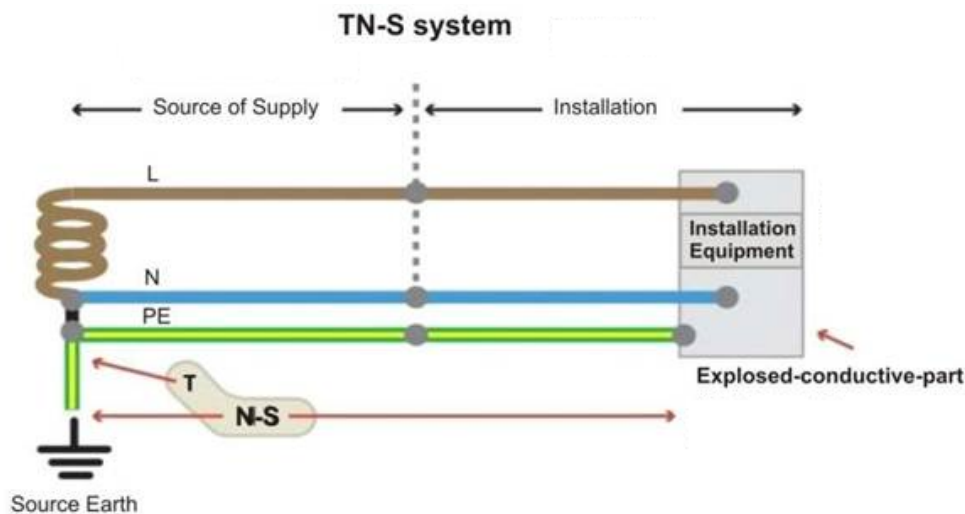 TN-S system
Source of Supply
Installation
L
Installation
Equipment
N
PE
T
N-S
Explosed-conductive-part
Source Earth